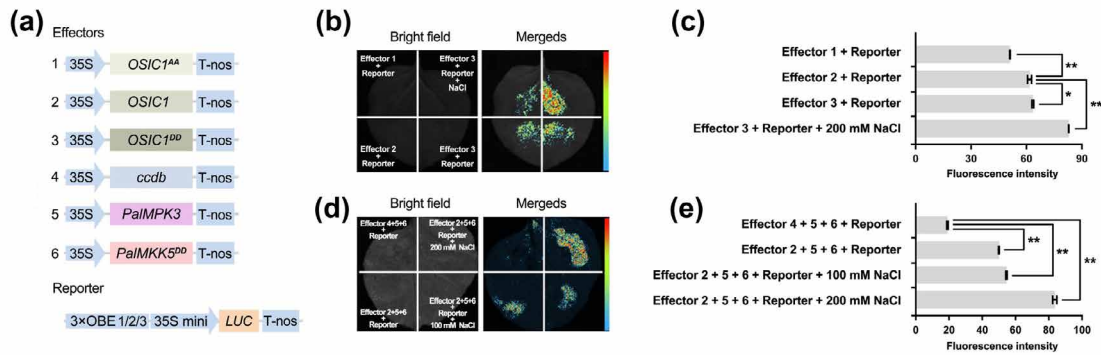 (a)
Effectors
1 35S OSIC1AA T-nos
2 35S OSIC1 T-nos
3 35S OSIC1DD T-nos
4 35S ccdb T-nos
5 35S PalMPK3 T-nos
6 35S PalMKK5DD T-nos
Reporter
3×OBE 1/2/3 35S mini LUC T-nos
(b)
Bright field Mergeds
Effector 1
+
Reporter
Effector 3
+
Reporter
+
NaCl
Effector 2
+
Reporter
Effector 3
+
Reporter
(c)
Effector 1 + Reporter
Effector 2 + Reporter
Effector 3 + Reporter
Effector 3 + Reporter + 200 mM NaCl
**
*
**
0 30 60 90
Fluorescence intensity
(d)
Bright field Mergeds
Effector 4+5+6
+
Reporter
Effector 2+5+6
+
Reporter
+
200 mM NaCl
Effector 2+5+6
+
Reporter
Effector 2+5+6
+
Reporter
+
100 mM NaCl
(e)
Effector 4 + 5 + 6 + Reporter
Effector 2 + 5 + 6 + Reporter
Effector 2 + 5 + 6 + Reporter + 100 mM NaCl
Effector 2 + 5 + 6 + Reporter + 200 mM NaCl
**
**
**
0 20 40 60 80 100
Fluorescence intensity